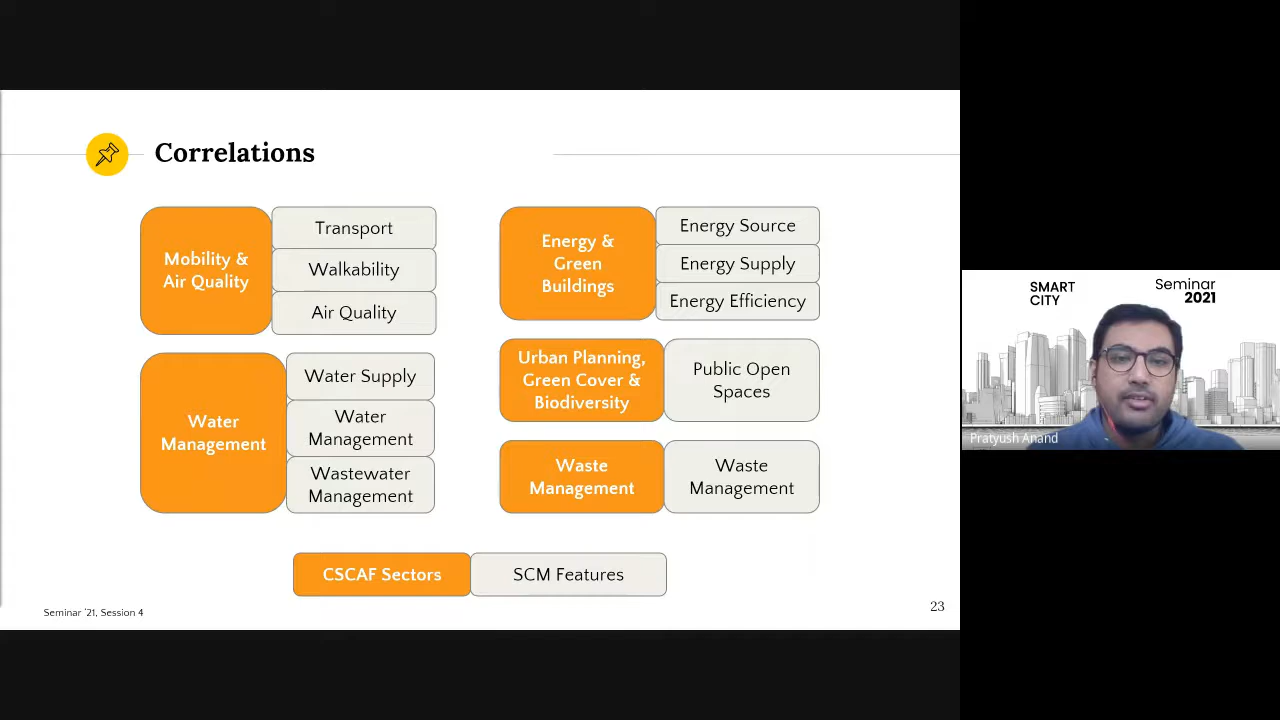 Correlations
Mobility &
Air Quality
Transport
Walkability
Air Quality
Water
Management
Water Supply
Water
Management
Wastewater
Management
Energy &
Green
Buildings
Energy Source
Energy Supply
Energy Efficiency
Urban Planning,
Green Cover &
Biodiversity
Public Open
Spaces
Waste
Management
Waste
Management
CSCAF Sectors
SCM Features
Seminar '21, Session 4
23
SMART
CITY
Seminar
2021
Pratyush Anand